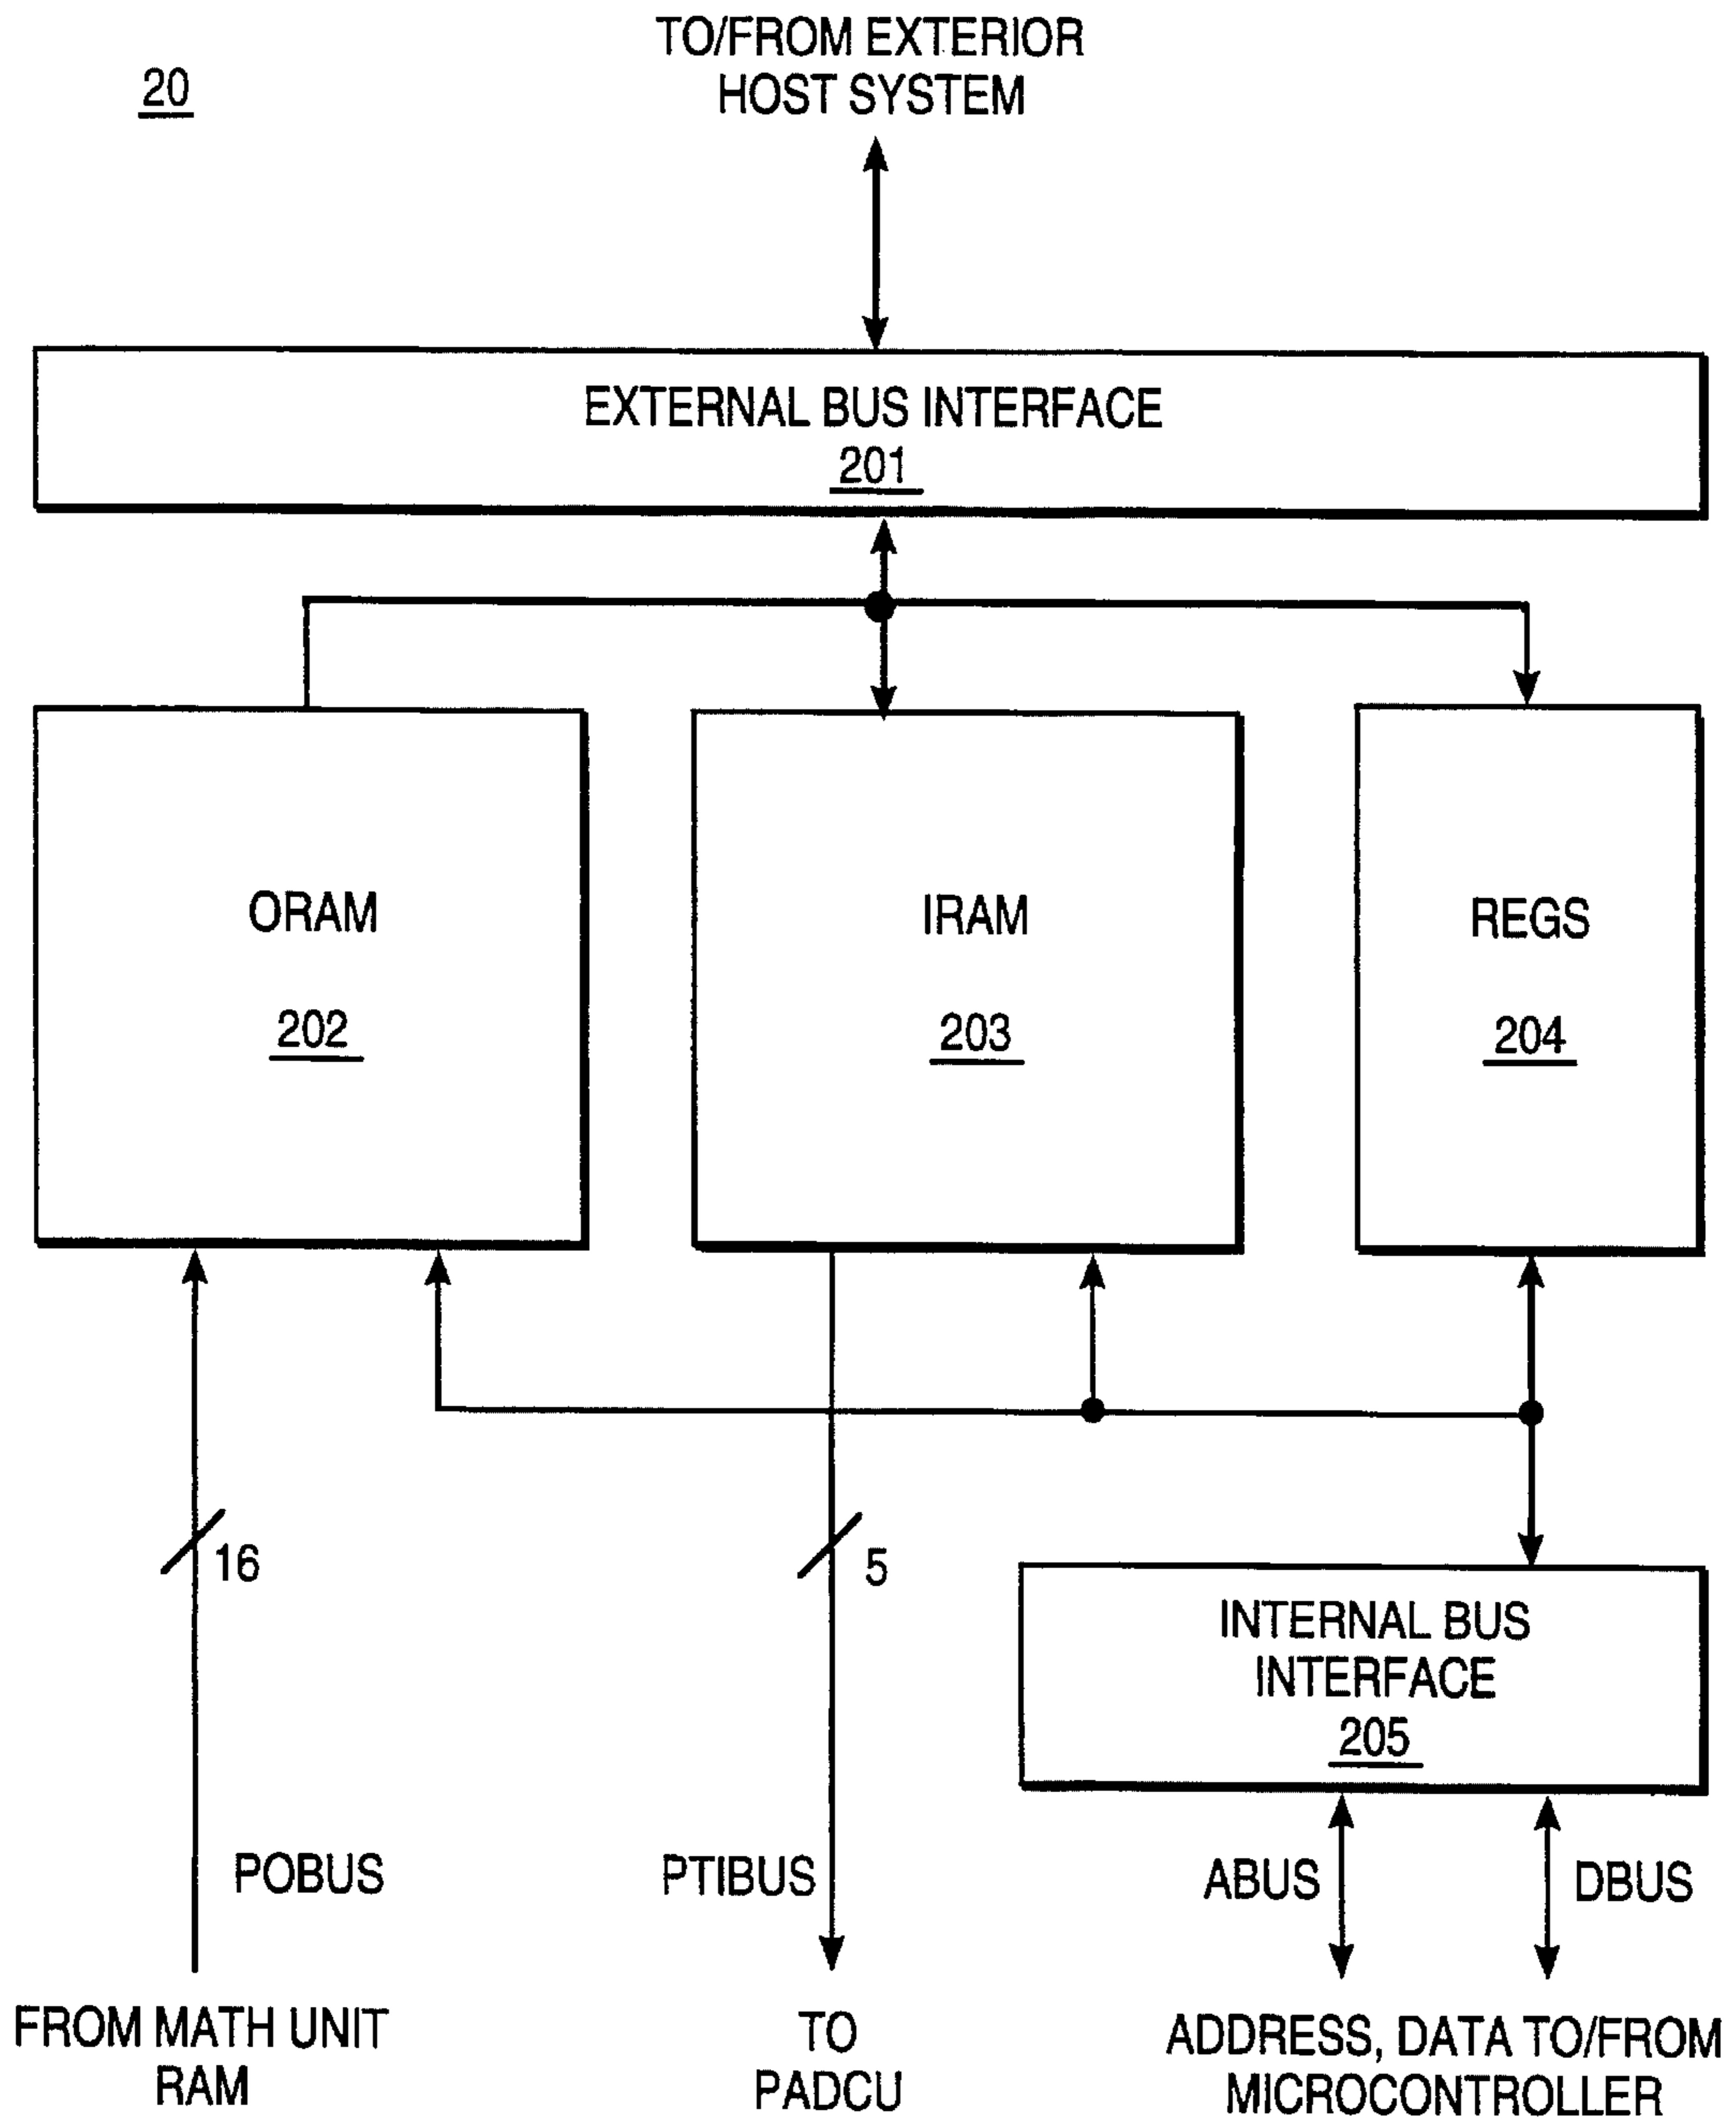 20
TO/FROM EXTERIOR
HOST SYSTEM
EXTERNAL BUS INTERFACE
201
ORAM
202
IRAM
203
REGS
204
16
5
INTERNAL BUS
INTERFACE
205
POBUS
PTIBUS
ABUS
DBUS
FROM MATH UNIT
RAM
TO
PADCU
ADDRESS, DATA TO/FROM
MICROCONTROLLER